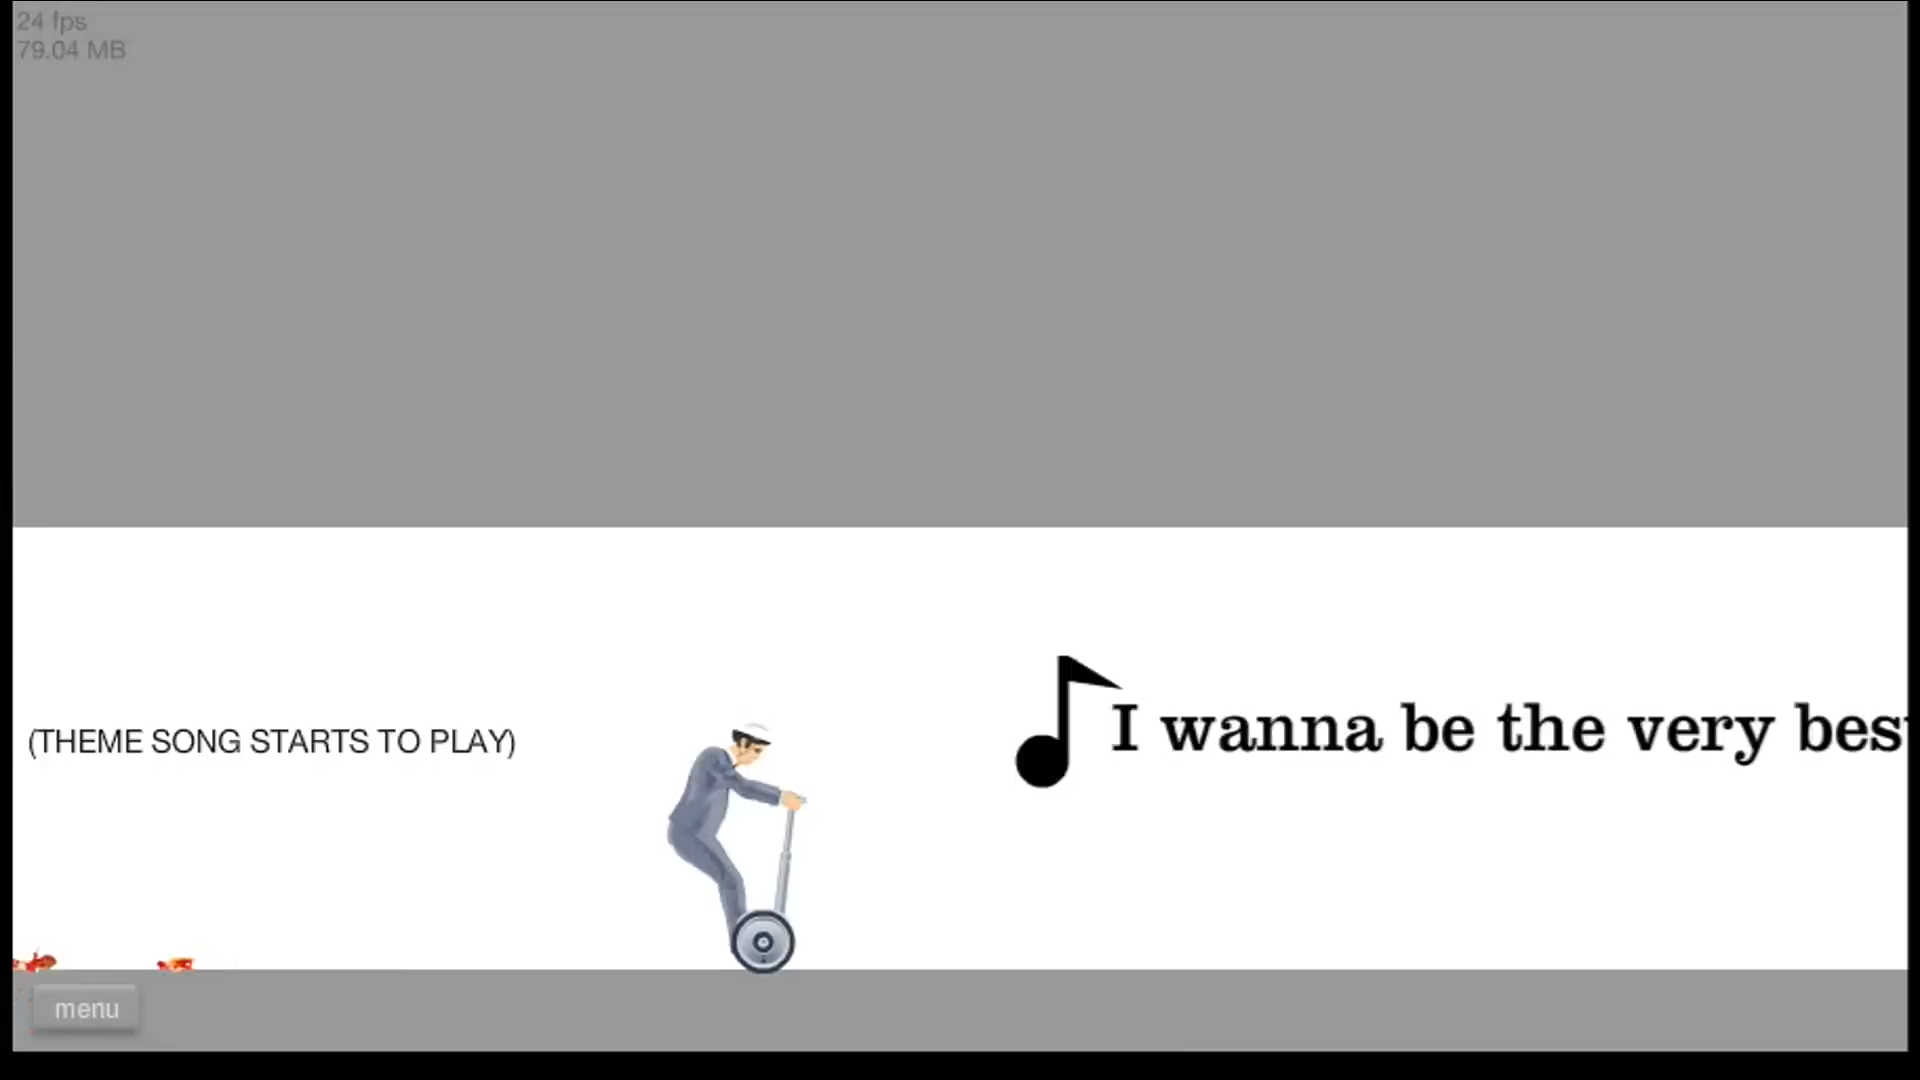 24 fps
79.04 MB
(THEME SONG STARTS TO PLAY)
I wanna be the very bes
menu